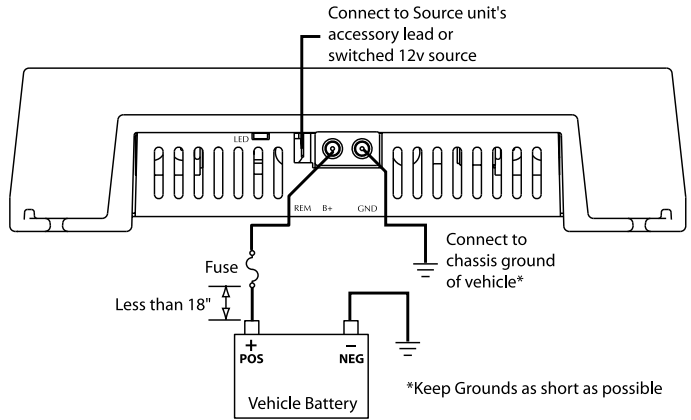 Connect to Source unit's
accessory lead or
switched 12v source
LED
REM B+ GND
Connect to
chassis ground
of vehicle*
Fuse
Less than 18"
+ −
POS NEG
Vehicle Battery
*Keep Grounds as short as possible